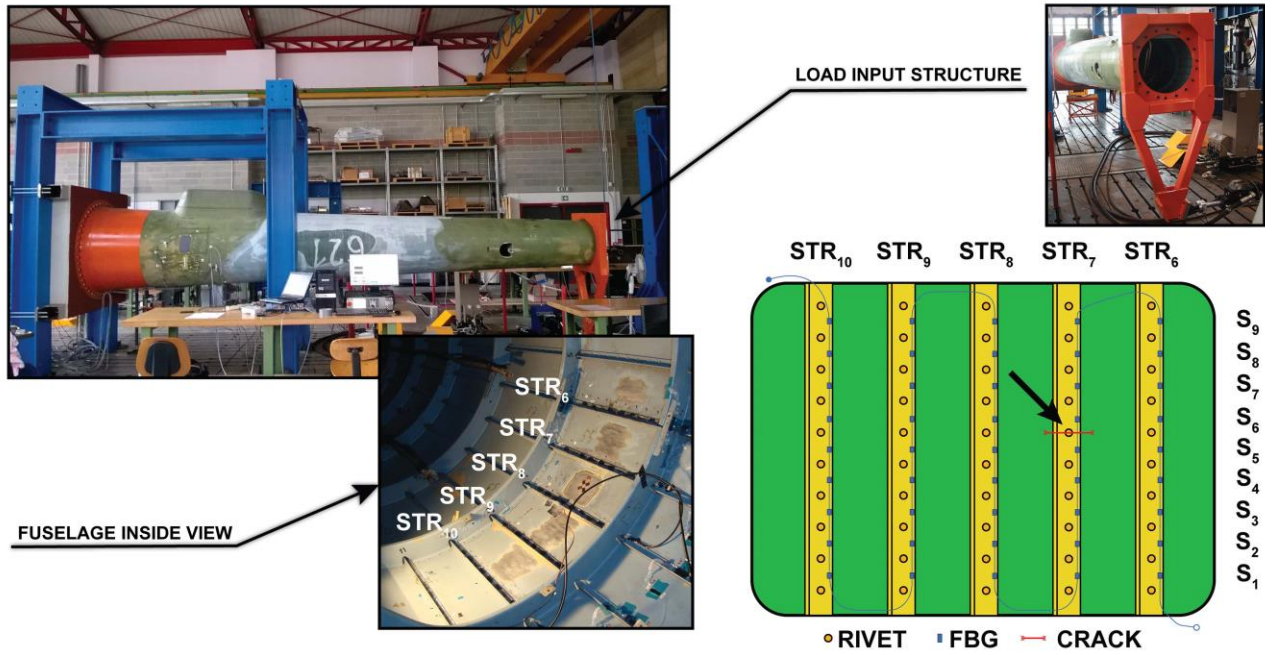 LOAD INPUT STRUCTURE
627
STR6
STR7
STR8
STR9
STR10
FUSELAGE INSIDE VIEW
STR10 STR9 STR8 STR7 STR6
S9
S8
S7
S6
S5
S4
S3
S2
S1
RIVET FBG CRACK